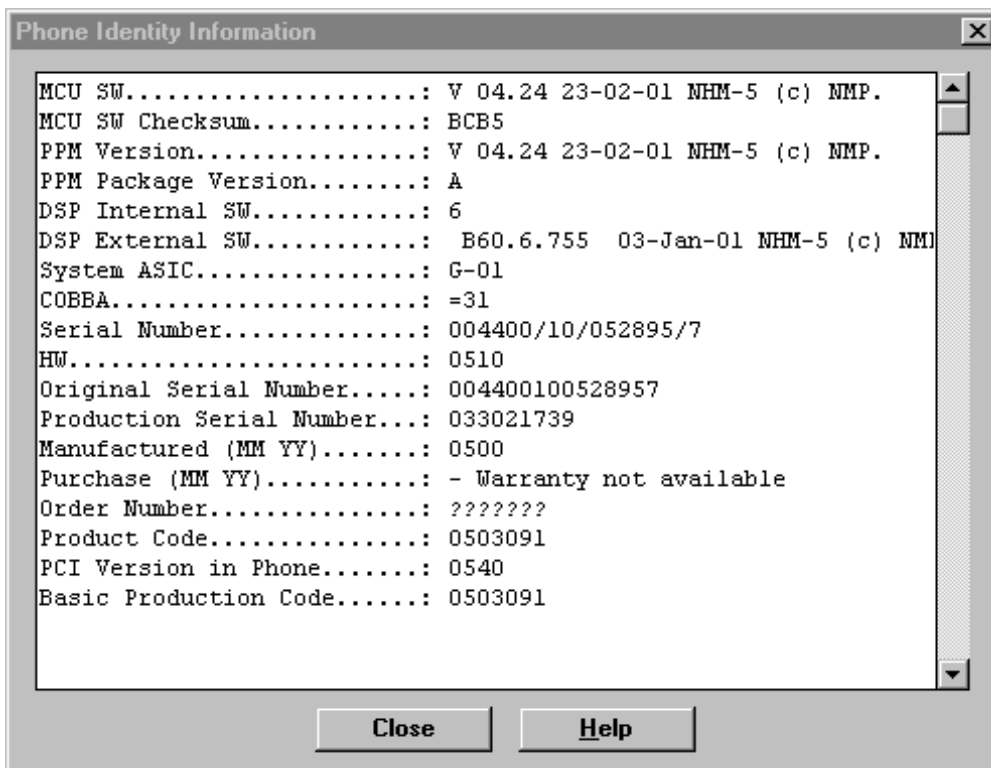 Phone Identity Information
MCU SW......................: V 04.24 23-02-01 NHM-5 (c) NMP.
MCU SW Checksum.............: BCB5
PPM Version.................: V 04.24 23-02-01 NHM-5 (c) NMP.
PPM Package Version........: A
DSP Internal SW............: 6
DSP External SW............: B60.6.755 03-Jan-01 NHM-5 (c)
System ASIC.................: G-01
COBBA.......................: =31
Serial Number...............: 004400/10/052895/7
HW..........................: 0510
Original Serial Number.....: 004400100528957
Production Serial Number...: 033021739
Manufactured (MM YY).......: 0500
Purchase (MM YY)...........: - Warranty not available
Order Number................: ???????
Product Code................: 0503091
PCI Version in Phone.......: 0540
Basic Production Code......: 0503091
Close
Help